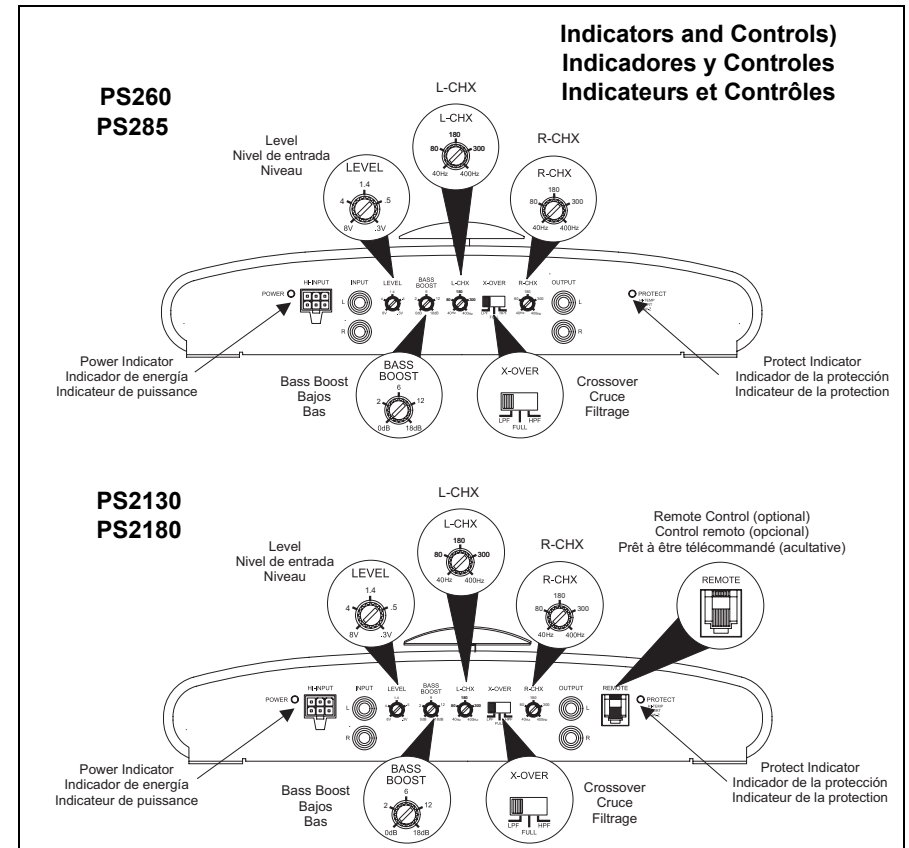 Indicators and Controls)
Indicadores y Controles
Indicateurs et Contrôles
PS260
PS285
L-CHX
L-CHX
180
80 300
40Hz 400Hz
R-CHX
R-CHX
180
80 300
40Hz 400Hz
Level
Nivel de entrada
Niveau
LEVEL
1.4
4 .5
8V .3V
POWER
HI-INPUT
INPUT
L
R
LEVEL
BASS
BOOST
L-CHX
X-OVER
R-CHX
OUTPUT
L
R
PROTECT
Power Indicator
Indicador de energía
Indicateur de puissance
Bass Boost
Bajos
Bas
BASS
BOOST
6
2 12
0dB 18dB
X-OVER
LPF HPF
FULL
Crossover
Cruce
Filtrage
Protect Indicator
Indicador de la protección
Indicateur de la protection
PS2130
PS2180
L-CHX
L-CHX
180
80 300
40Hz 400Hz
R-CHX
R-CHX
180
80 300
40Hz 400Hz
Level
Nivel de entrada
Niveau
LEVEL
1.4
4 .5
8V .3V
Remote Control (optional)
Control remoto (opcional)
Prêt à être télécommandé (acultative)
REMOTE
POWER
HI-INPUT
INPUT
L
R
LEVEL
BASS
BOOST
L-CHX
X-OVER
R-CHX
OUTPUT
L
R
REMOTE
PROTECT
Power Indicator
Indicador de energía
Indicateur de puissance
Bass Boost
Bajos
Bas
BASS
BOOST
6
2 12
0dB 18dB
X-OVER
LPF HPF
FULL
Crossover
Cruce
Filtrage
Protect Indicator
Indicador de la protección
Indicateur de la protection